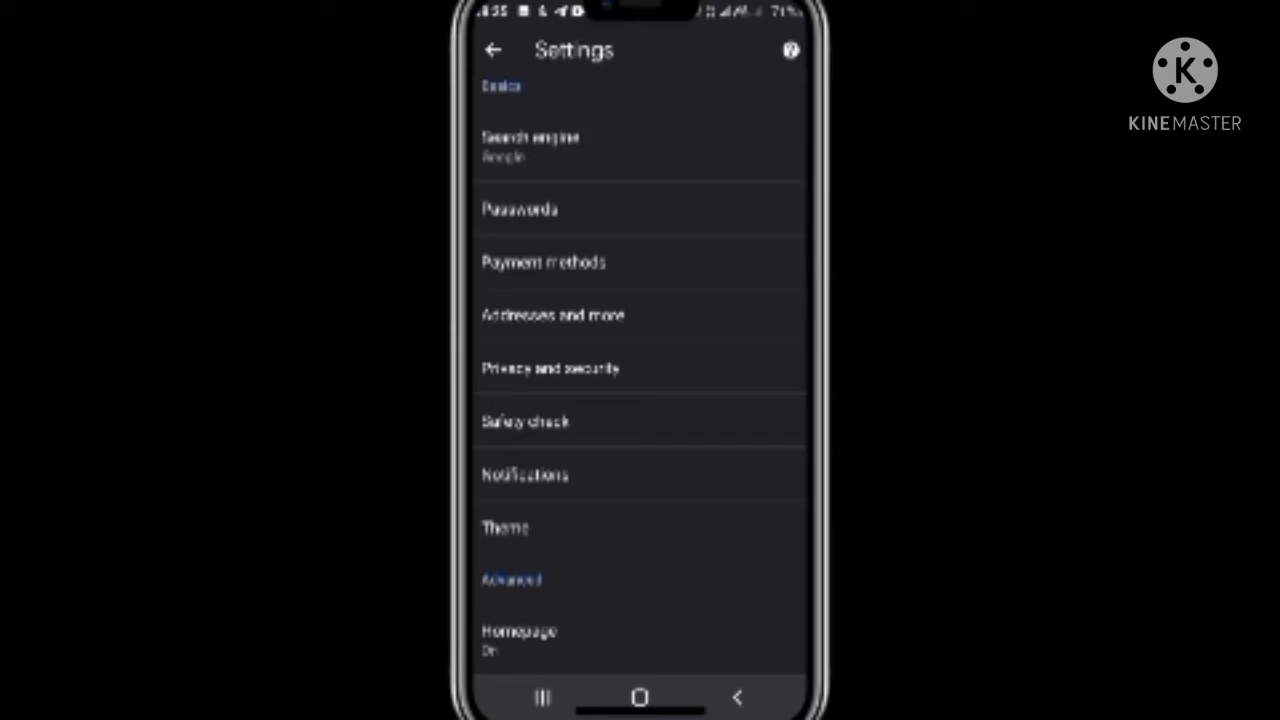 71%
Settings
Basics
Search engine
Google
Passwords
Payment methods
Addresses and more
Privacy and security
Safety check
Notifications
Theme
Advanced
Homepage
On
K
KINEMASTER